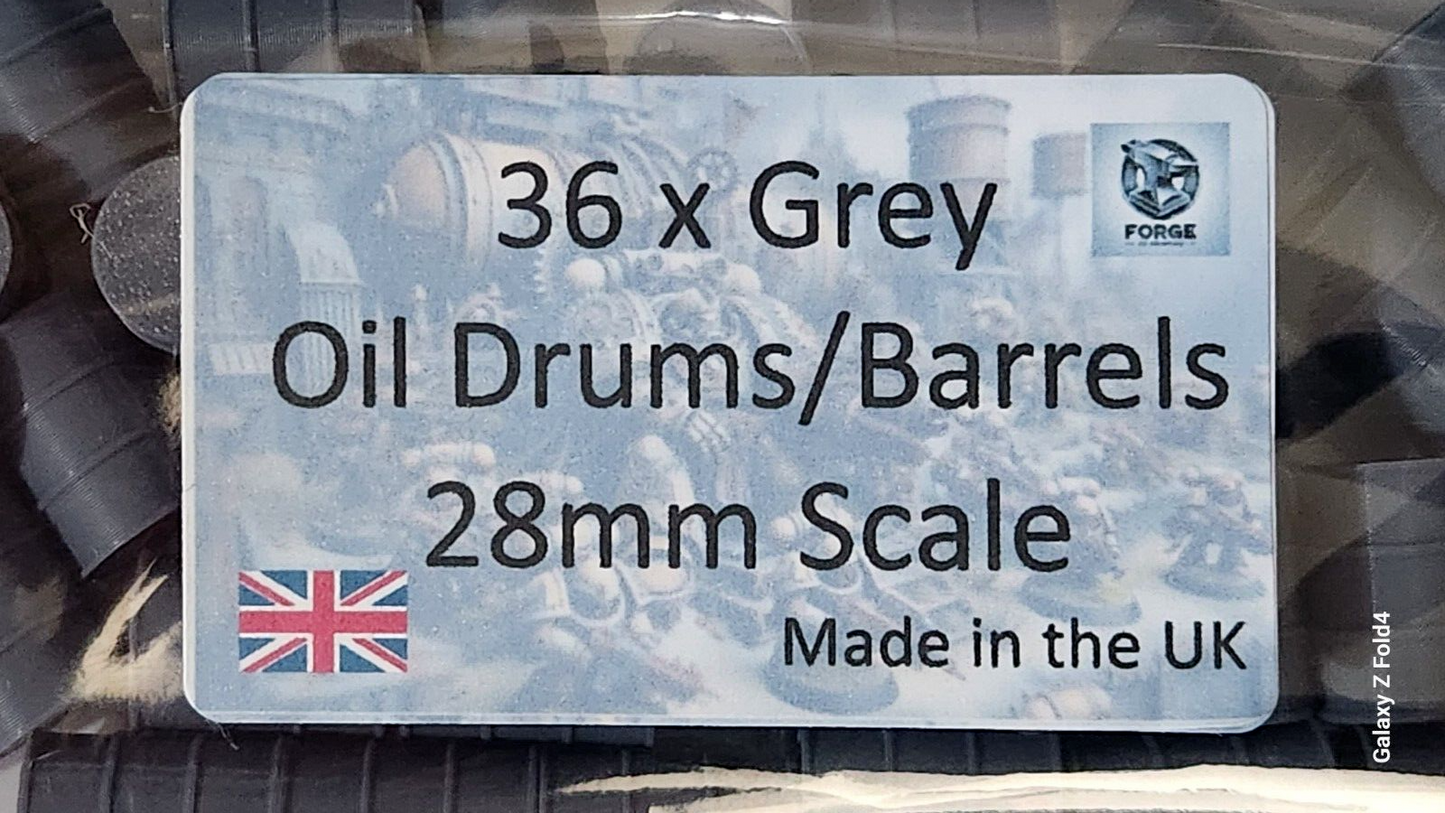 36 x Grey
FORGE
Oil Drums/Barrels
28mm Scale
Made in the UK
Galaxy Z Fold4